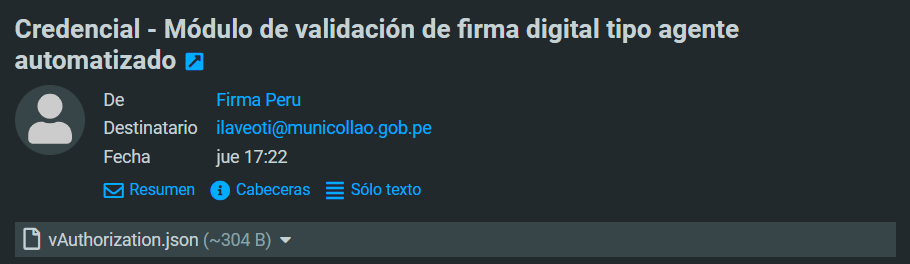 Credencial - Módulo de validación de firma digital tipo agente
automatizado
De Firma Peru
Destinatario ilaveoti@municollao.gob.pe
Fecha jue 17:22
Resumen Cabeceras Sólo texto
vAuthorization.json (~304 B)